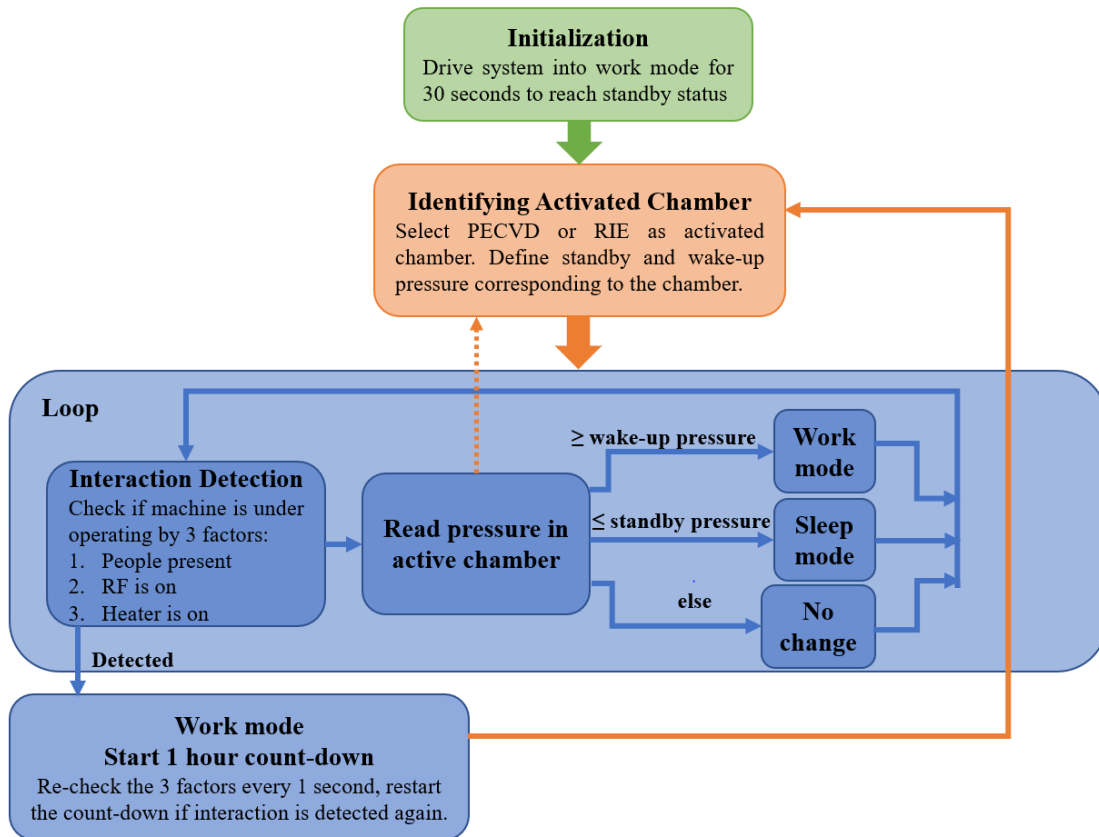 Initialization
Drive system into work mode for
30 seconds to reach standby status
Identifying Activated Chamber
Select PECVD or RIE as activated
chamber. Define standby and wake-up
pressure corresponding to the chamber.
Loop
Interaction Detection
Check if machine is under
operating by 3 factors:
1. People present
2. RF is on
3. Heater is on
Read pressure in
active chamber
≥ wake-up pressure
Work
mode
≤ standby pressure
Sleep
mode
else
No
change
Detected
Work mode
Start 1 hour count-down
Re-check the 3 factors every 1 second, restart
the count-down if interaction is detected again.